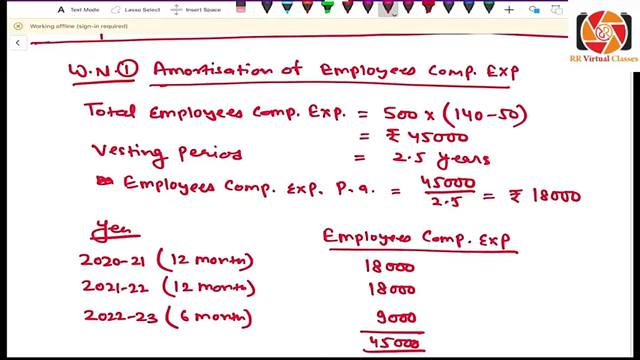 Text Mode
Lasso Select
Insert Space
Working offline (sign-in required)
RR Virtual Classes
W.N.① Amortisation of Employees Comp. Exp
Total Employees Comp. Exp. = 500 x (140-50)
= ₹ 45000
Vesting Period = 2.5 years
Employees Comp. Exp. P.a. = 45000 / 2.5 = ₹ 18000
Year Employees Comp. Exp
2020-21 (12 month) 18000
2021-22 (12 month) 18000
2022-23 (6 month) 9000
45000